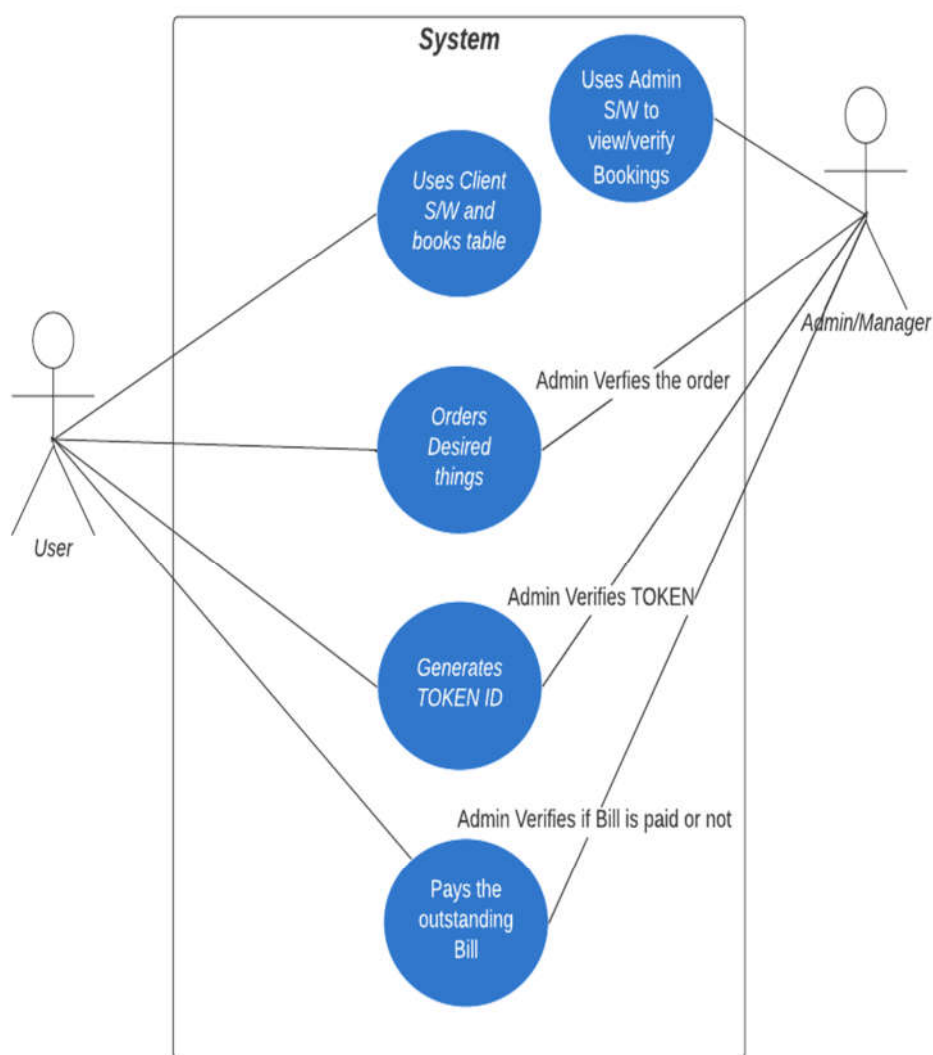 System
Uses Admin
S/W to
view/verify
Bookings
Uses Client
S/W and
books table
Admin/Manager
Admin Verfies the order
Orders
Desired
things
User
Admin Verifies TOKEN
Generates
TOKEN ID
Admin Verifies if Bill is paid or not
Pays the
outstanding
Bill